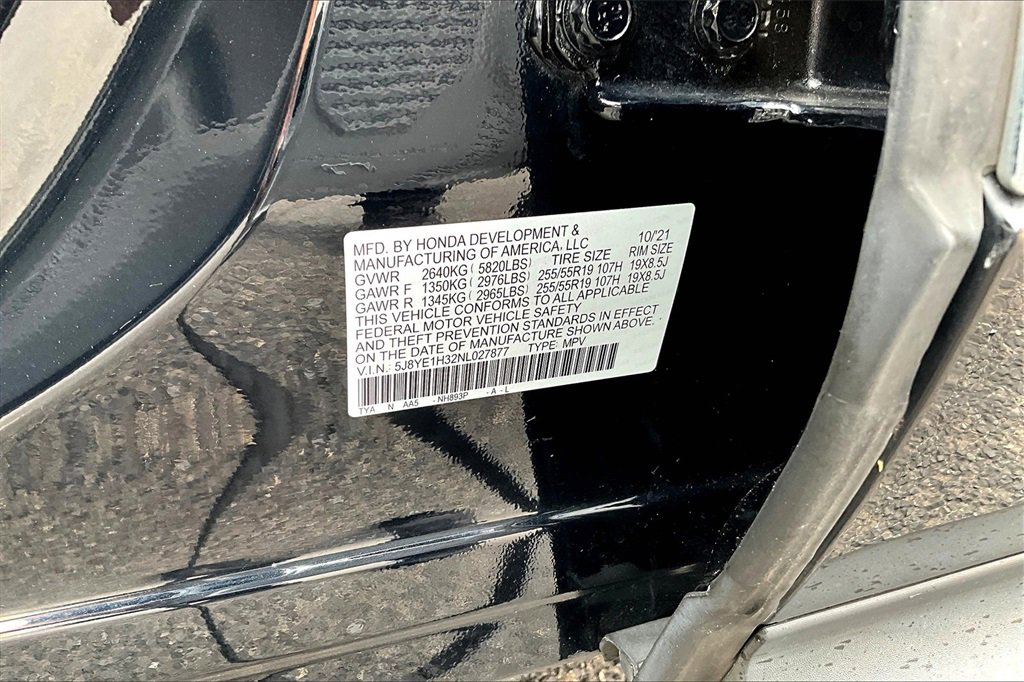 58
MFD. BY HONDA DEVELOPMENT & 10/'21
MANUFACTURING OF AMERICA, LLC
GVWR 2640KG ( 5820LBS) TIRE SIZE RIM SIZE
GAWR F 1350KG ( 2976LBS) 255/55R19 107H 19X8.5J
GAWR R 1345KG ( 2965LBS) 255/55R19 107H 19X8.5J
THIS VEHICLE CONFORMS TO ALL APPLICABLE
FEDERAL MOTOR VEHICLE SAFETY
AND THEFT PREVENTION STANDARDS IN EFFECT
ON THE DATE OF MANUFACTURE SHOWN ABOVE.
V.I.N.: 5J8YE1H32NL027877 TYPE: MPV
TYA N AA5 - NH893P - A - L